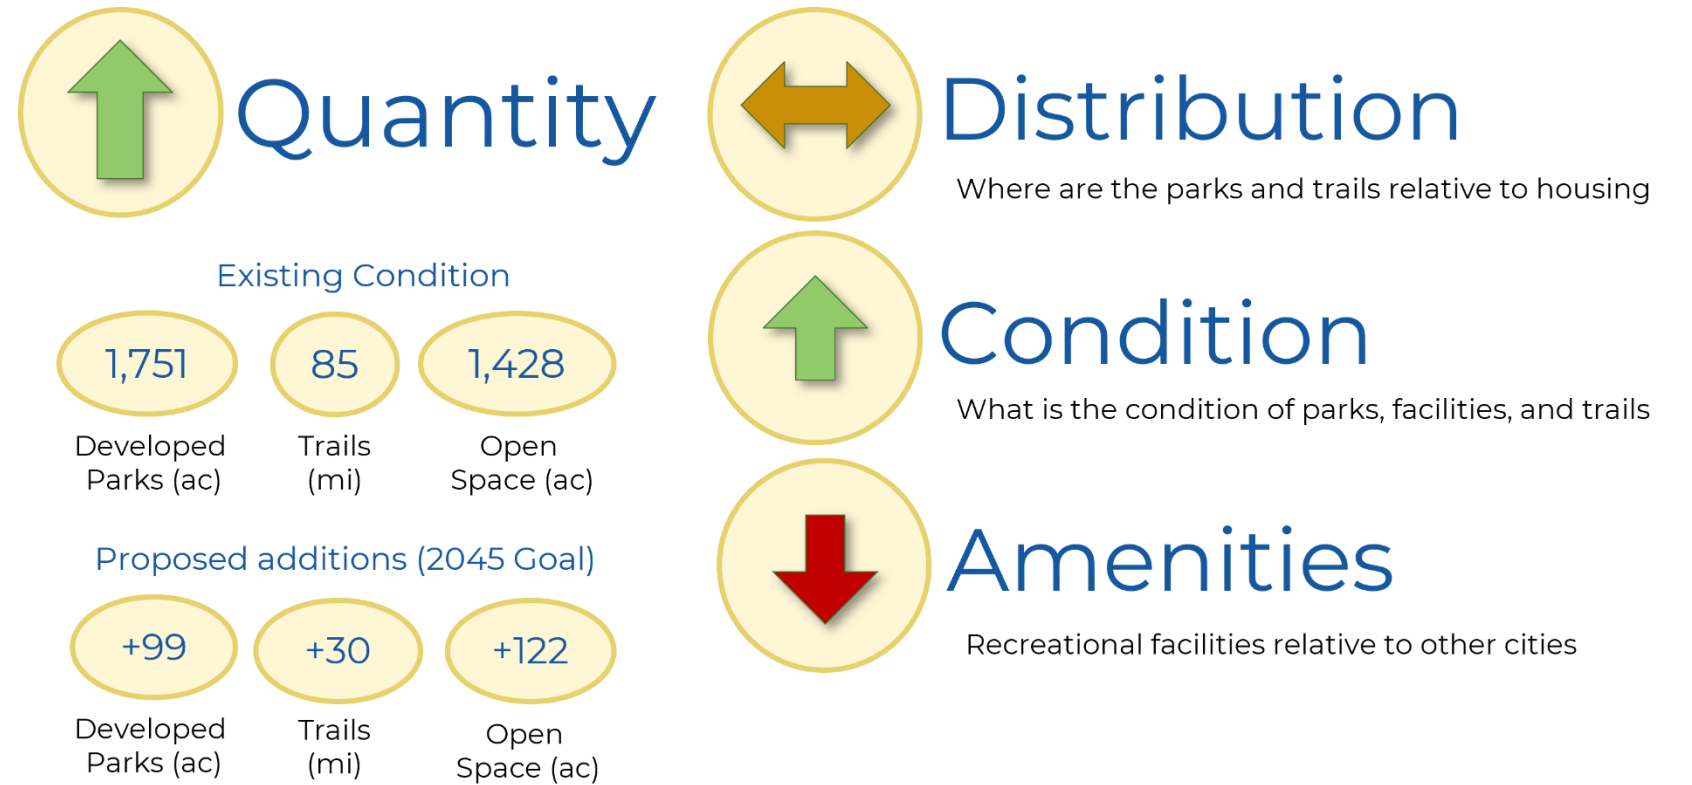 Quantity
Existing Condition
1,751
85
1,428
Developed
Parks (ac)
Trails
(mi)
Open
Space (ac)
Proposed additions (2045 Goal)
+99
+30
+122
Developed
Parks (ac)
Trails
(mi)
Open
Space (ac)
Distribution
Where are the parks and trails relative to housing
Condition
What is the condition of parks, facilities, and trails
Amenities
Recreational facilities relative to other cities